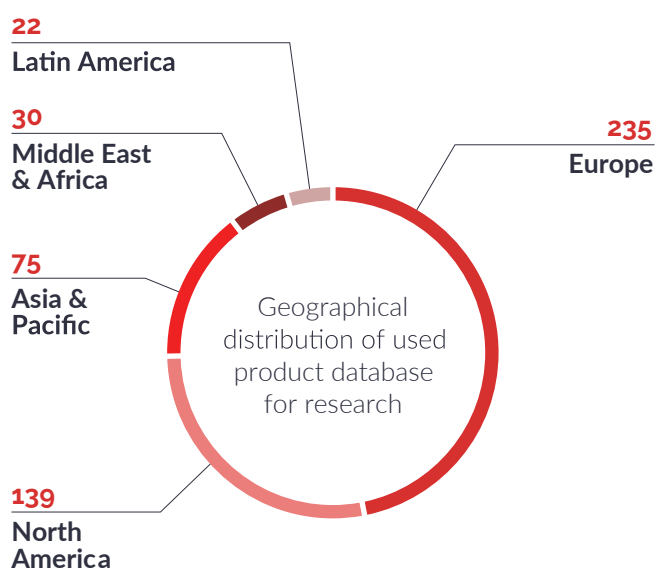 22
Latin America
30
Middle East
& Africa
235
Europe
75
Asia &
Pacific
Geographical
distribution of used
product database
for research
139
North
America